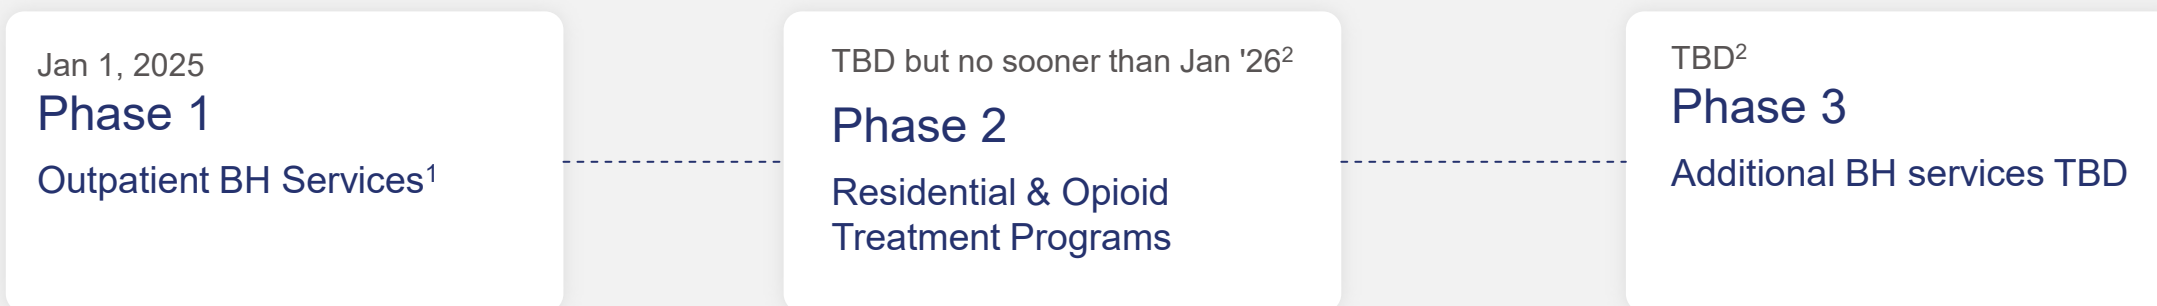 Jan 1, 2025
Phase 1
Outpatient BH Services¹
TBD but no sooner than Jan '26²
Phase 2
Residential & Opioid
Treatment Programs
TBD²
Phase 3
Additional BH services TBD